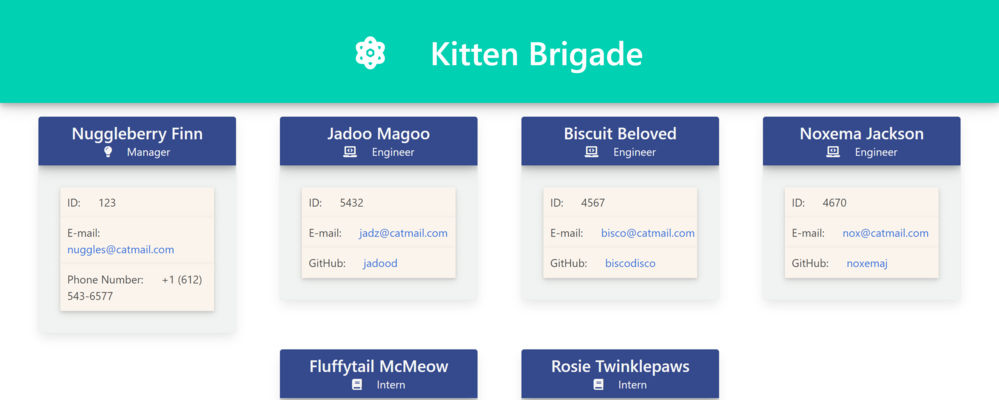 Kitten Brigade
Nuggleberry Finn
Manager
ID: 123
E-mail:
nuggles@catmail.com
Phone Number: +1 (612)
543-6577
Jadoo Magoo
Engineer
ID: 5432
E-mail: jadz@catmail.com
GitHub: jadood
Biscuit Beloved
Engineer
ID: 4567
E-mail: bisco@catmail.com
GitHub: biscodisco
Noxema Jackson
Engineer
ID: 4670
E-mail: nox@catmail.com
GitHub: noxemaj
Fluffytail McMeow
Intern
Rosie Twinklepaws
Intern